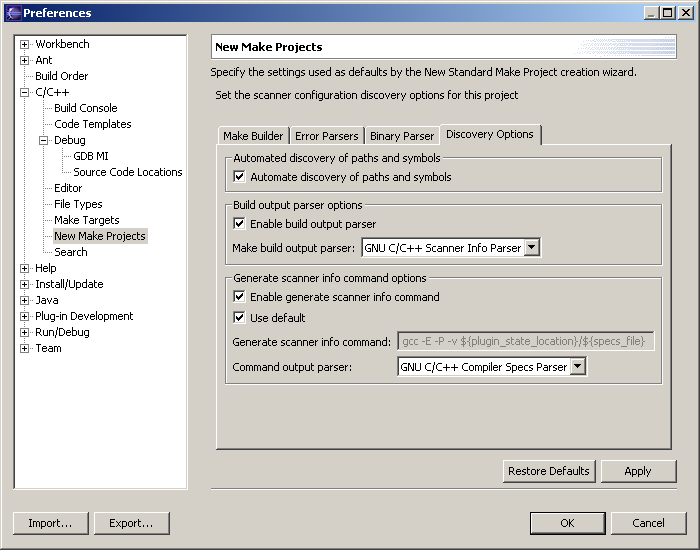 Preferences
Workbench
Ant
Build Order
C/C++
Build Console
Code Templates
Debug
GDB MI
Source Code Locations
Editor
File Types
Make Targets
New Make Projects
Search
Help
Install/Update
Java
Plug-in Development
Run/Debug
Team
New Make Projects
Specify the settings used as defaults by the New Standard Make Project creation wizard.
Set the scanner configuration discovery options for this project
Make Builder Error Parsers Binary Parser Discovery Options
Automated discovery of paths and symbols
Automate discovery of paths and symbols
Build output parser options
Enable build output parser
Make build output parser: GNU C/C++ Scanner Info Parser
Generate scanner info command options
Enable generate scanner info command
Use default
Generate scanner info command: gcc -E -P -v ${plugin_state_location}/${specs_file}
Command output parser: GNU C/C++ Compiler Specs Parser
Restore Defaults Apply
Import... Export... OK Cancel